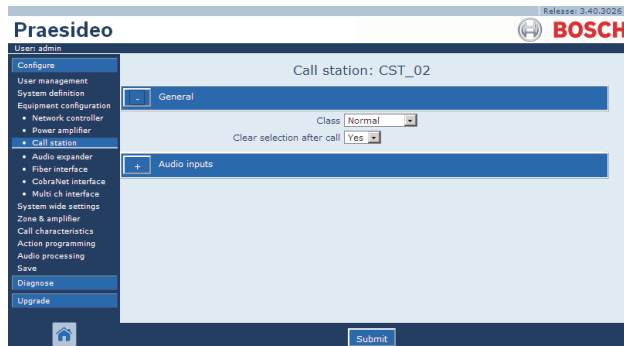 Release: 3.40.3026
Praesideo
BOSCH
User: admin
Configure
User management
System definition
Equipment configuration
• Network controller
• Power amplifier
• Call station
• Audio expander
• Fiber interface
• CobraNet interface
• Multi ch interface
System wide settings
Zone & amplifier
Call characteristics
Action programming
Audio processing
Save
Diagnose
Upgrade
Call station: CST_02
- General
Class Normal
Clear selection after call Yes
+ Audio inputs
Submit